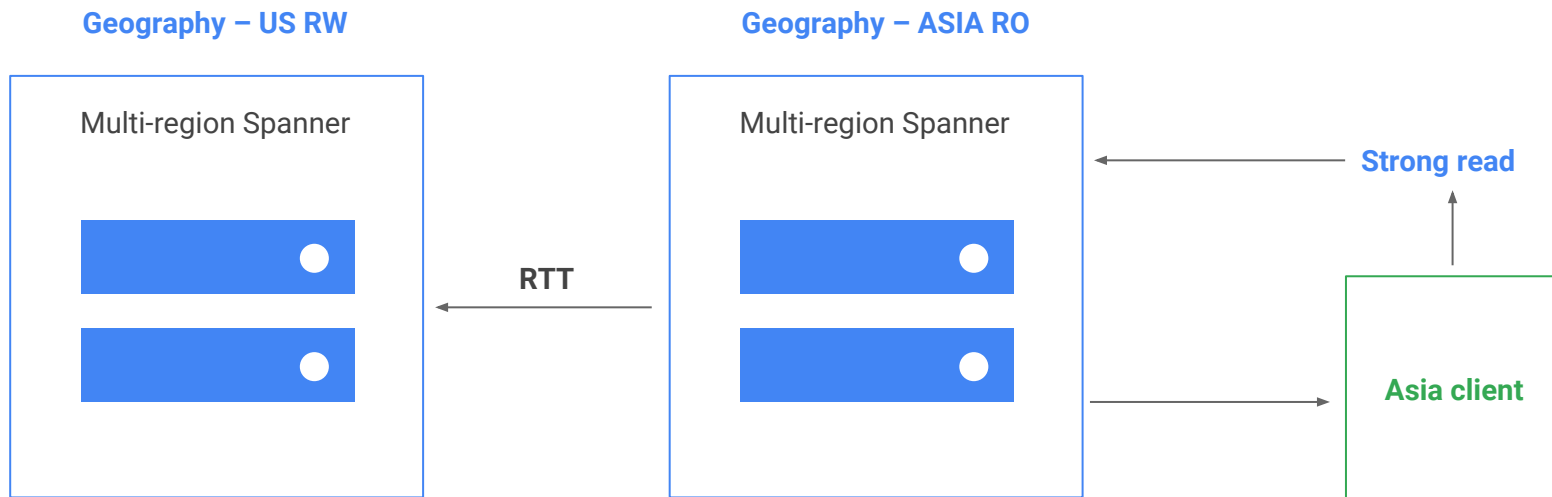 Geography – US RW
Geography – ASIA RO
Multi-region Spanner
Multi-region Spanner
Strong read
RTT
Asia client